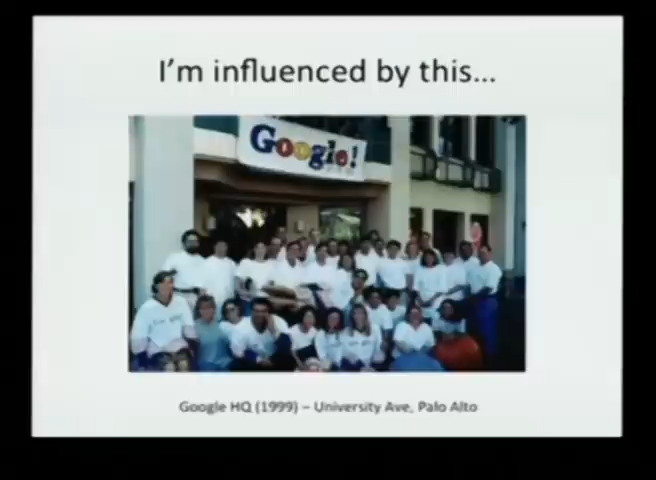 I'm influenced by this...
Google!
Google HQ (1999) – University Ave, Palo Alto